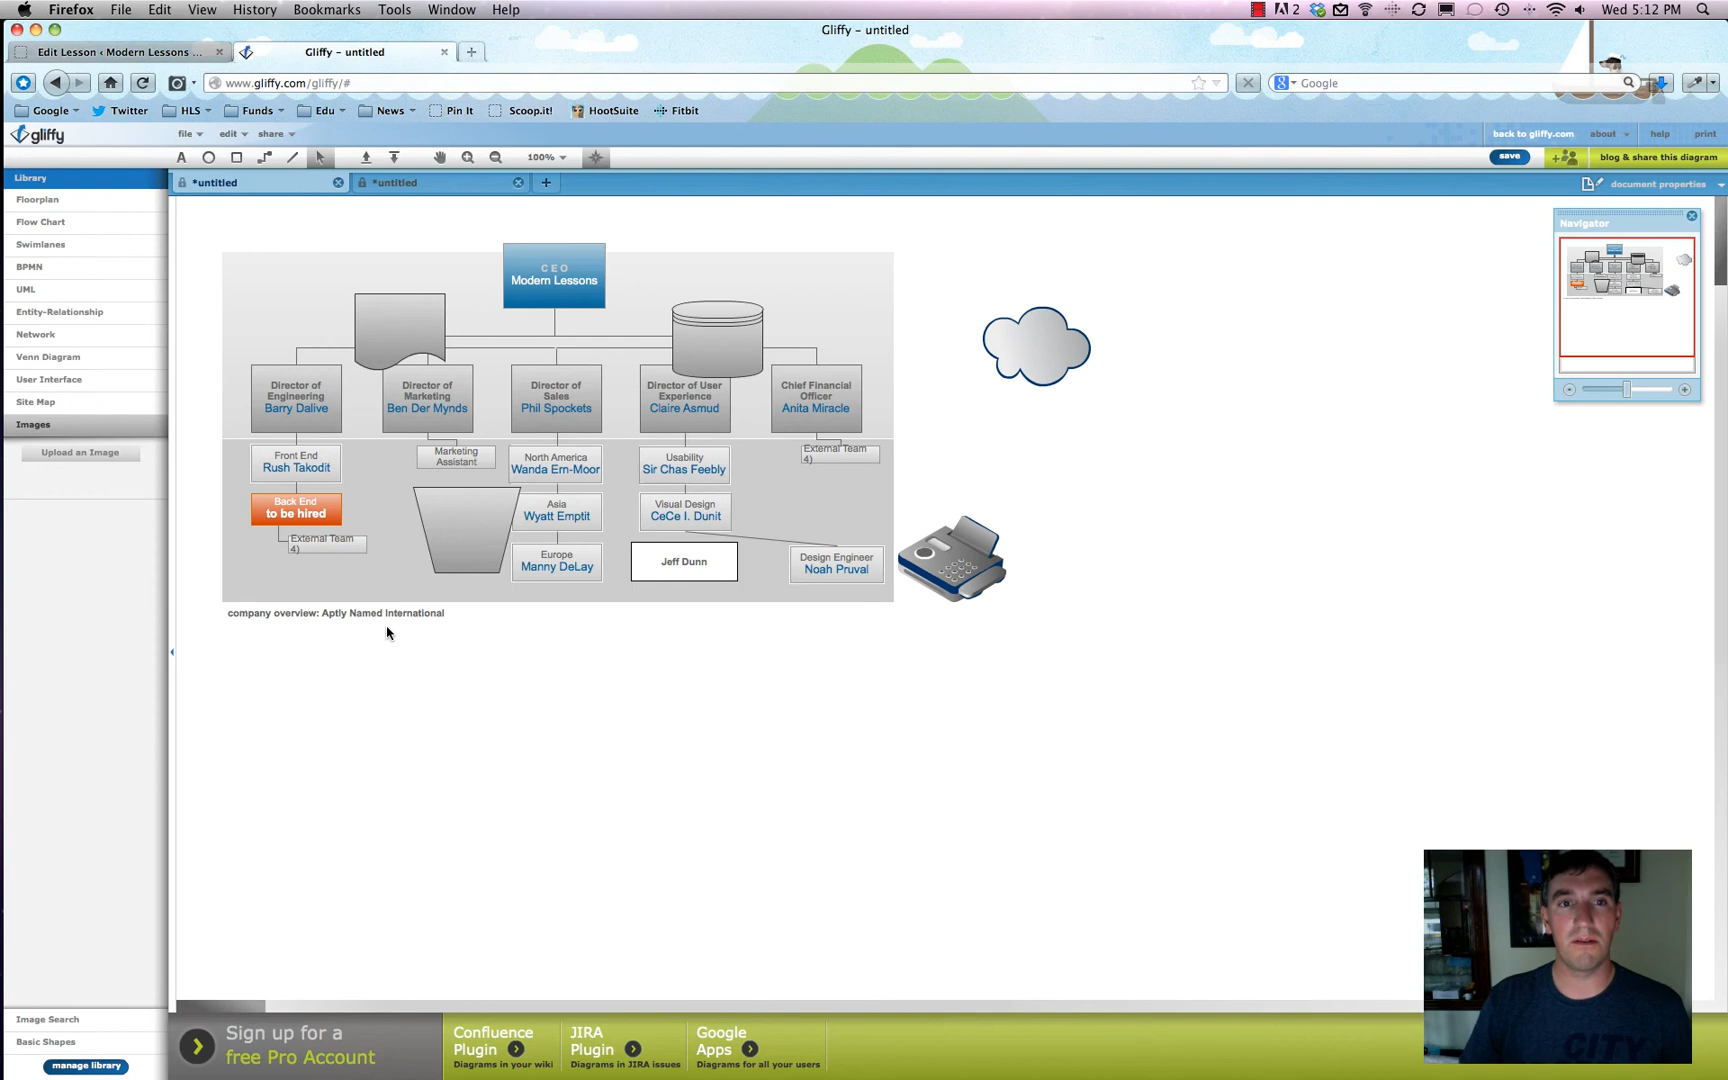 Firefox File Edit View History Bookmarks Tools Window Help
2 Wed 5:12 PM
Gliffy – untitled
Edit Lesson ‹ Modern Lessons ... Gliffy – untitled
www.gliffy.com/gliffy/# Google
Google Twitter HLS Funds Edu News Pin It Scoop.it! HootSuite Fitbit
gliffy file edit share back to gliffy.com about help print
A 100% save blog & share this diagram
Library
*untitled *untitled + document properties
Floorplan
Flow Chart
Swimlanes
BPMN
UML
Entity-Relationship
Network
Venn Diagram
User Interface
Site Map
Images
Upload an Image
Navigator
CEO
Modern Lessons
Director of
Engineering
Barry Dalive
Director of
Marketing
Ben Der Mynds
Director of
Sales
Phil Spockets
Director of User
Experience
Claire Asmud
Chief Financial
Officer
Anita Miracle
Front End
Rush Takodit
Marketing
Assistant
North America
Wanda Ern-Moor
Usability
Sir Chas Feebly
External Team
4)
Back End
to be hired
Asia
Wyatt Emptit
Visual Design
CeCe I. Dunit
External Team
4)
Europe
Manny DeLay
Jeff Dunn
Design Engineer
Noah Pruval
company overview: Aptly Named International
Image Search
Basic Shapes
manage library
Sign up for a
free Pro Account
Confluence
Plugin
Diagrams in your wiki
JIRA
Plugin
Diagrams in JIRA issues
Google
Apps
Diagrams for all your users
CITY